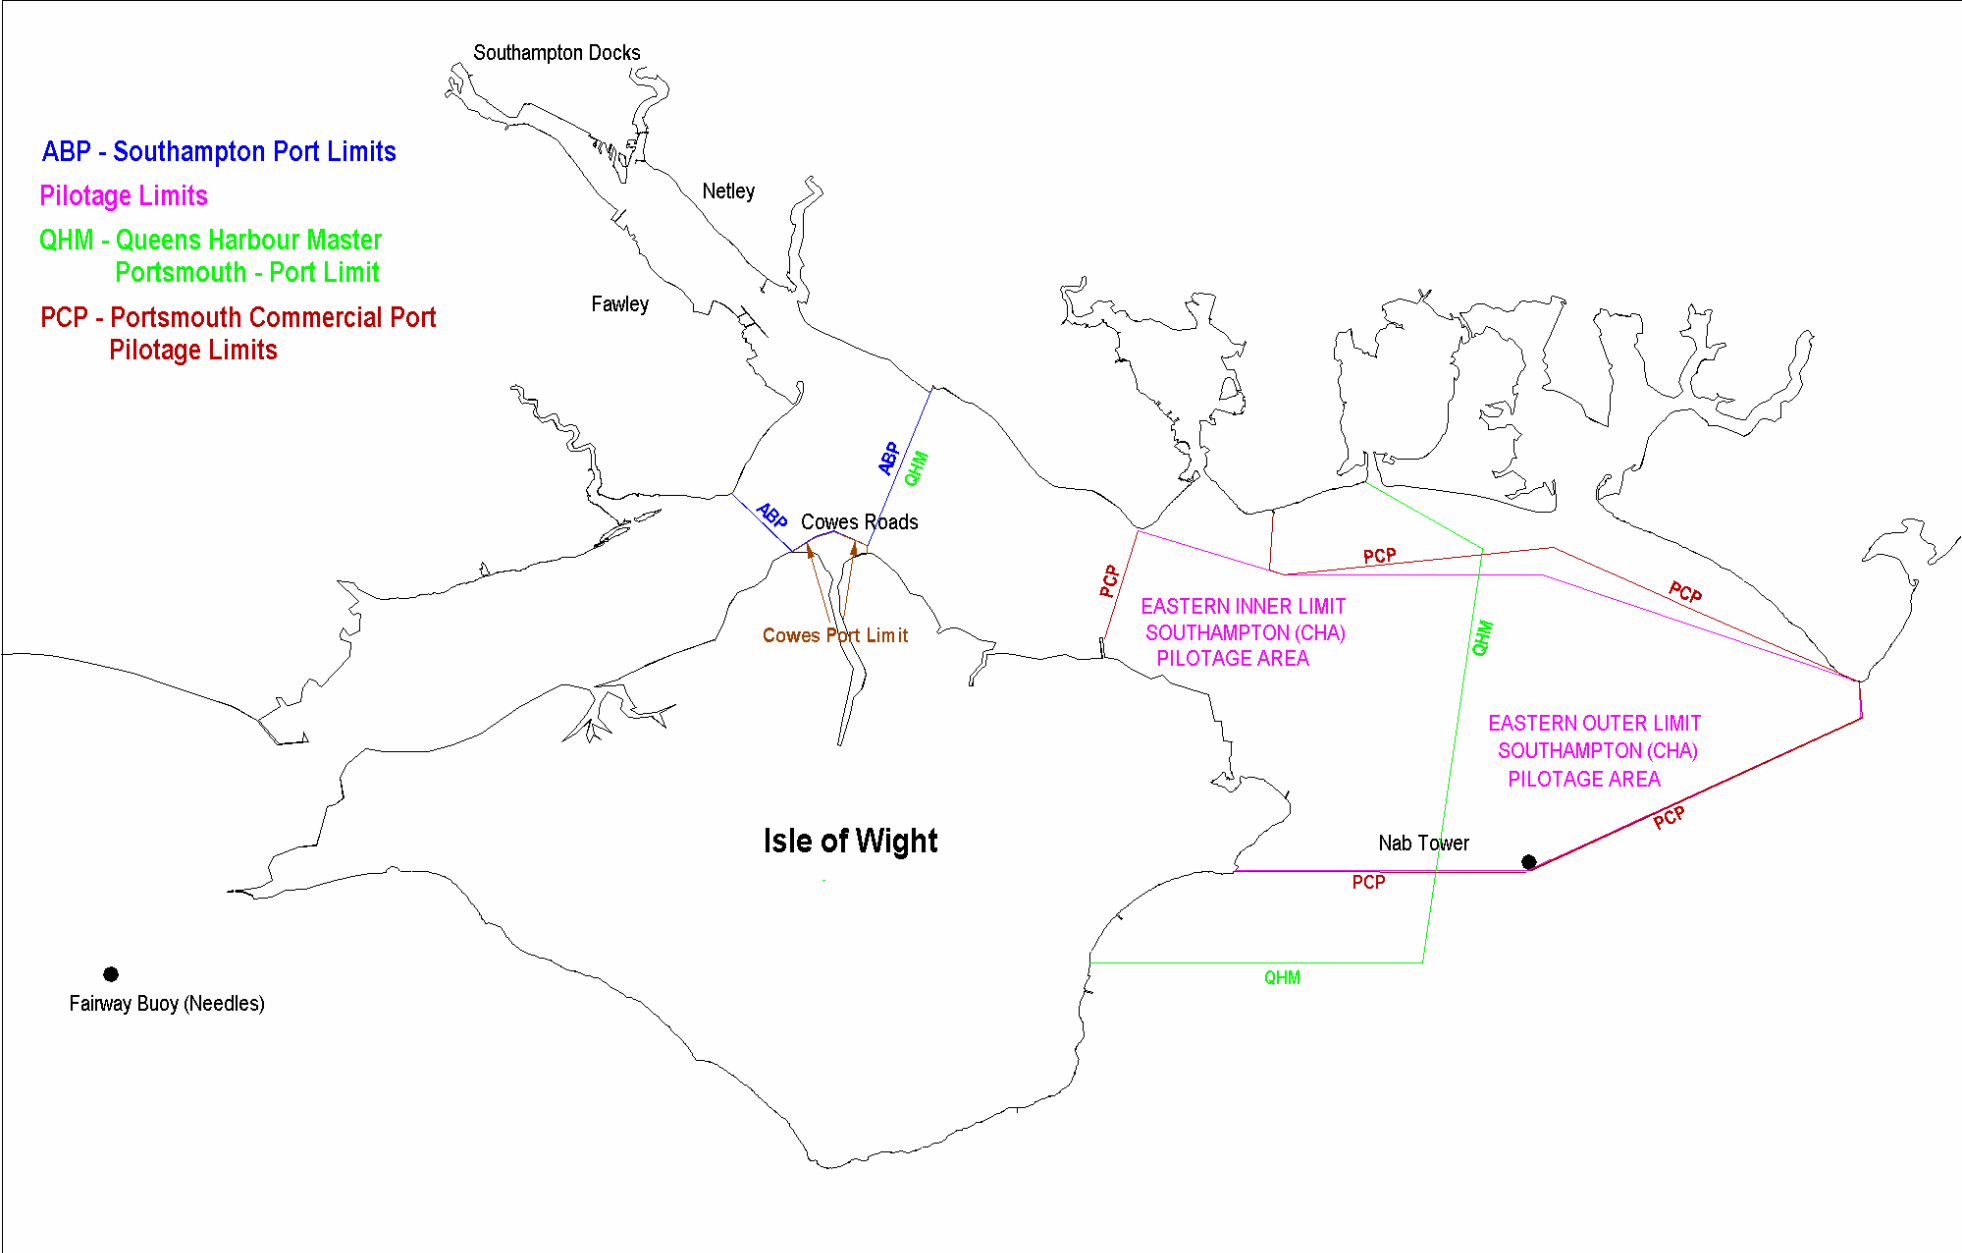 Southampton Docks
ABP - Southampton Port Limits
Pilotage Limits
QHM - Queens Harbour Master
Portsmouth - Port Limit
PCP - Portsmouth Commercial Port
Pilotage Limits
Netley
Fawley
ABP
QHM
ABP
Cowes Roads
Cowes Port Limit
PCP
PCP
PCP
EASTERN INNER LIMIT
SOUTHAMPTON (CHA)
PILOTAGE AREA
QHM
EASTERN OUTER LIMIT
SOUTHAMPTON (CHA)
PILOTAGE AREA
PCP
Isle of Wight
Nab Tower
PCP
QHM
Fairway Buoy (Needles)